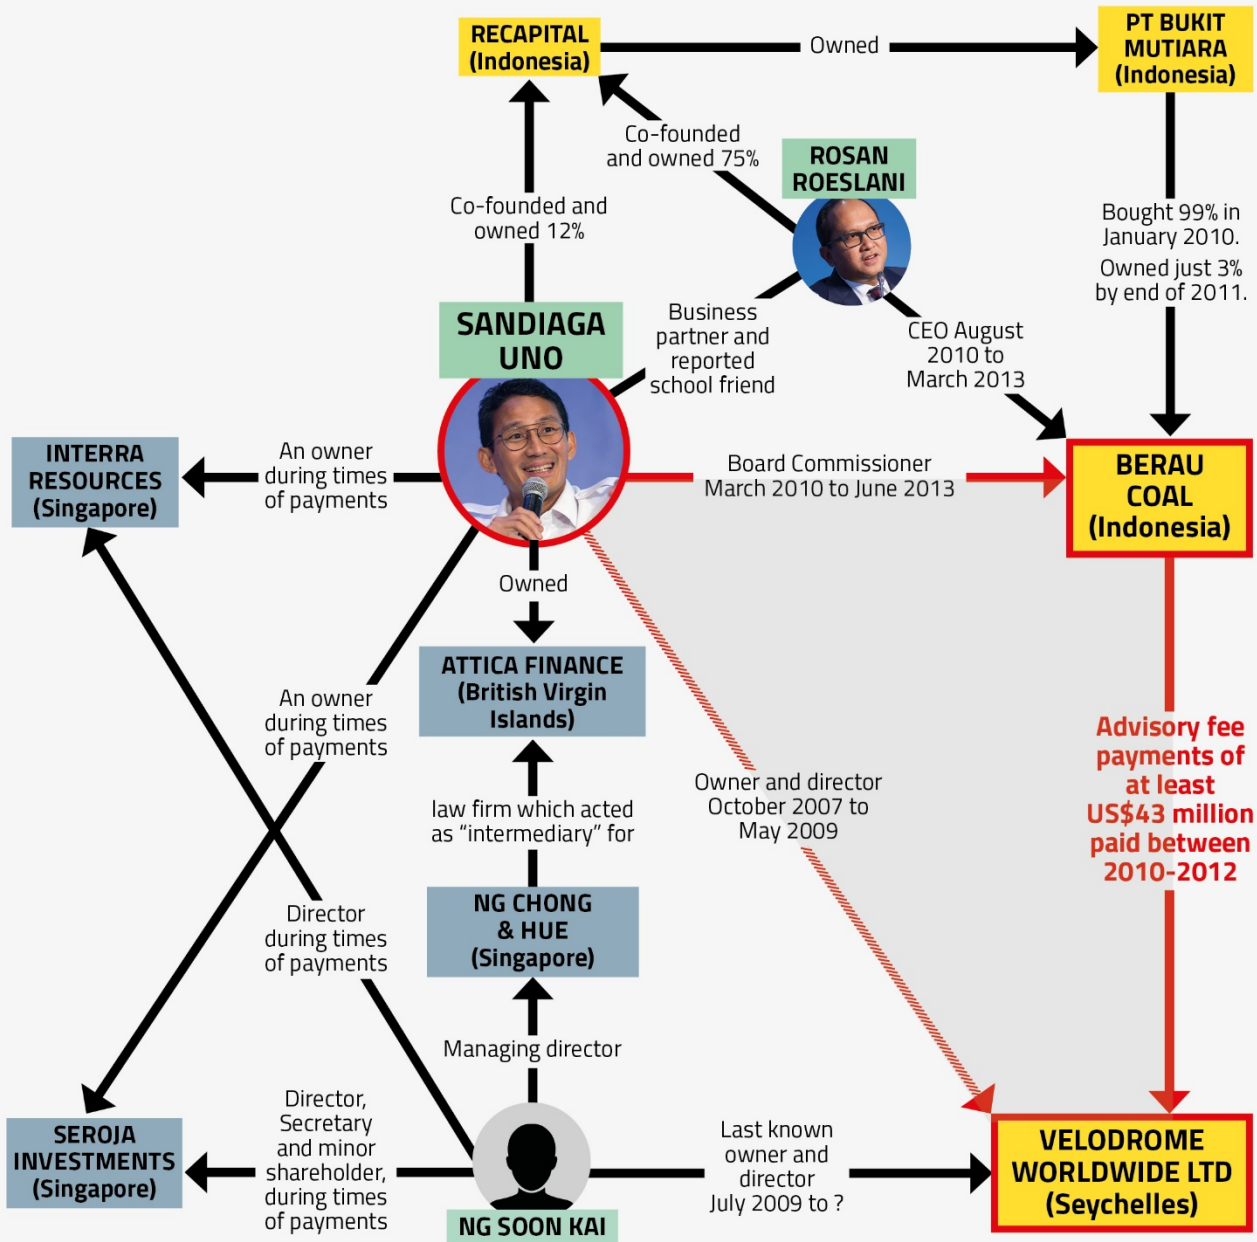 RECAPITAL
(Indonesia)
Owned
PT BUKIT
MUTIARA
(Indonesia)
Co-founded
and owned 75%
ROSAN
ROESLANI
Co-founded and
owned 12%
Bought 99% in
January 2010.
Owned just 3%
by end of 2011.
SANDIAGA
UNO
Business
partner and
reported
school friend
CEO August
2010 to
March 2013
INTERRA
RESOURCES
(Singapore)
An owner
during times
of payments
Board Commissioner
March 2010 to June 2013
BERAU
COAL
(Indonesia)
Owned
ATTICA FINANCE
(British Virgin
Islands)
An owner
during times
of payments
Owner and director
October 2007 to
May 2009
Advisory fee
payments of
at least
US$43 million
paid between
2010-2012
law firm which acted
as “intermediary” for
NG CHONG
& HUE
(Singapore)
Director
during times
of payments
Managing director
SEROJA
INVESTMENTS
(Singapore)
Director,
Secretary
and minor
shareholder,
during times
of payments
NG SOON KAI
Last known
owner and
director
July 2009 to ?
VELODROME
WORLDWIDE LTD
(Seychelles)